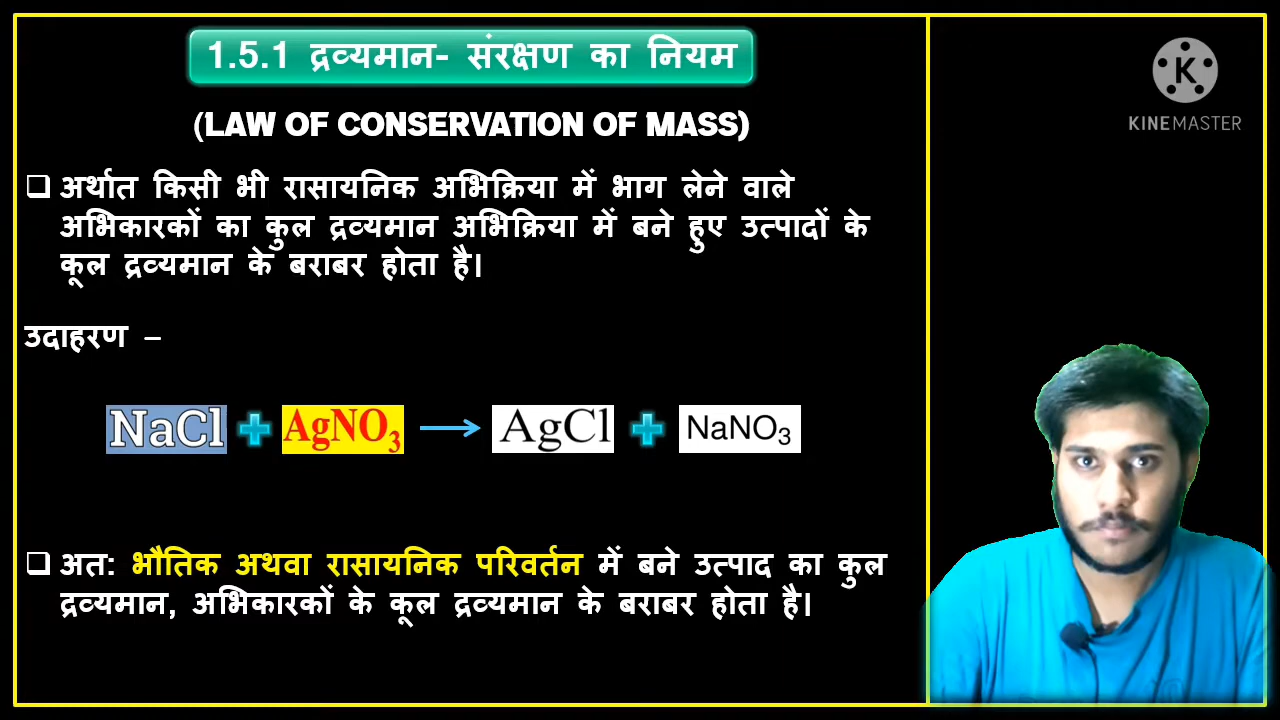 1.5.1 द्रव्यमान- संरक्षण का नियम
(LAW OF CONSERVATION OF MASS)
K
KINEMASTER
❑ अर्थात किसी भी रासायनिक अभिक्रिया में भाग लेने वाले
अभिकारकों का कुल द्रव्यमान अभिक्रिया में बने हुए उत्पादों के
कूल द्रव्यमान के बराबर होता है।
उदाहरण –
NaCl + AgNO₃ → AgCl + NaNO₃
❑ अत: भौतिक अथवा रासायनिक परिवर्तन में बने उत्पाद का कुल
द्रव्यमान, अभिकारकों के कूल द्रव्यमान के बराबर होता है।